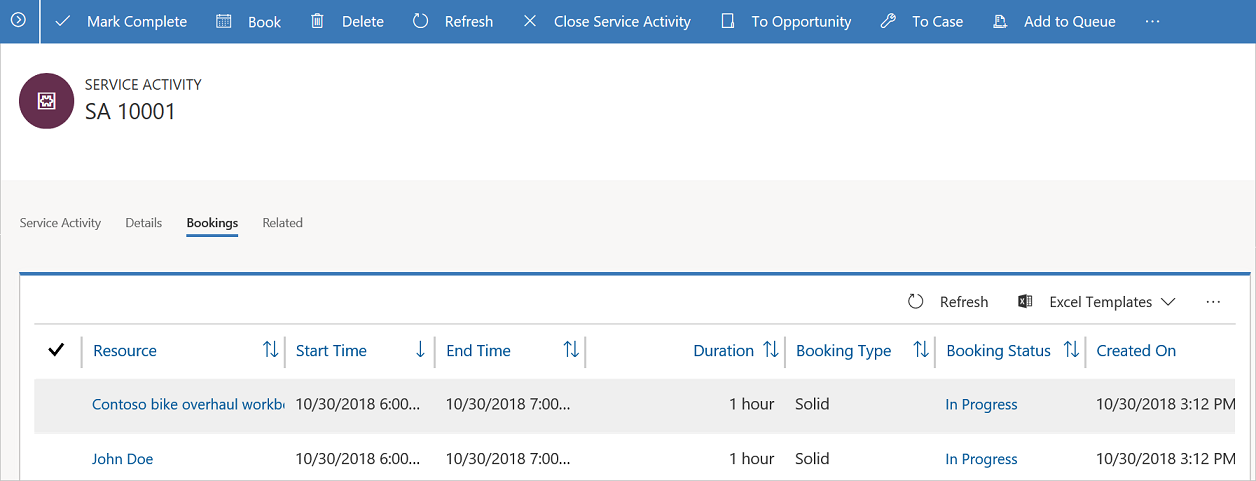 Mark Complete Book Delete Refresh Close Service Activity To Opportunity To Case Add to Queue ...
SERVICE ACTIVITY
SA 10001
Service Activity Details Bookings Related
Refresh Excel Templates ...
Resource Start Time End Time Duration Booking Type Booking Status Created On
Contoso bike overhaul workb 10/30/2018 6:00... 10/30/2018 7:00... 1 hour Solid In Progress 10/30/2018 3:12 PM
John Doe 10/30/2018 6:00... 10/30/2018 7:00... 1 hour Solid In Progress 10/30/2018 3:12 PM